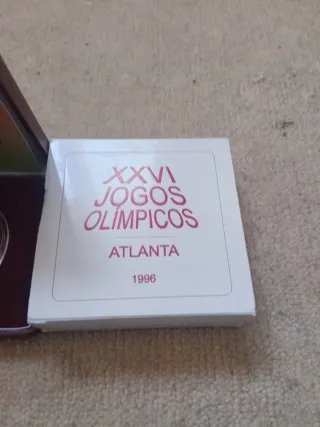 XXVI
JOGOS
OLÍMPICOS
ATLANTA
1996